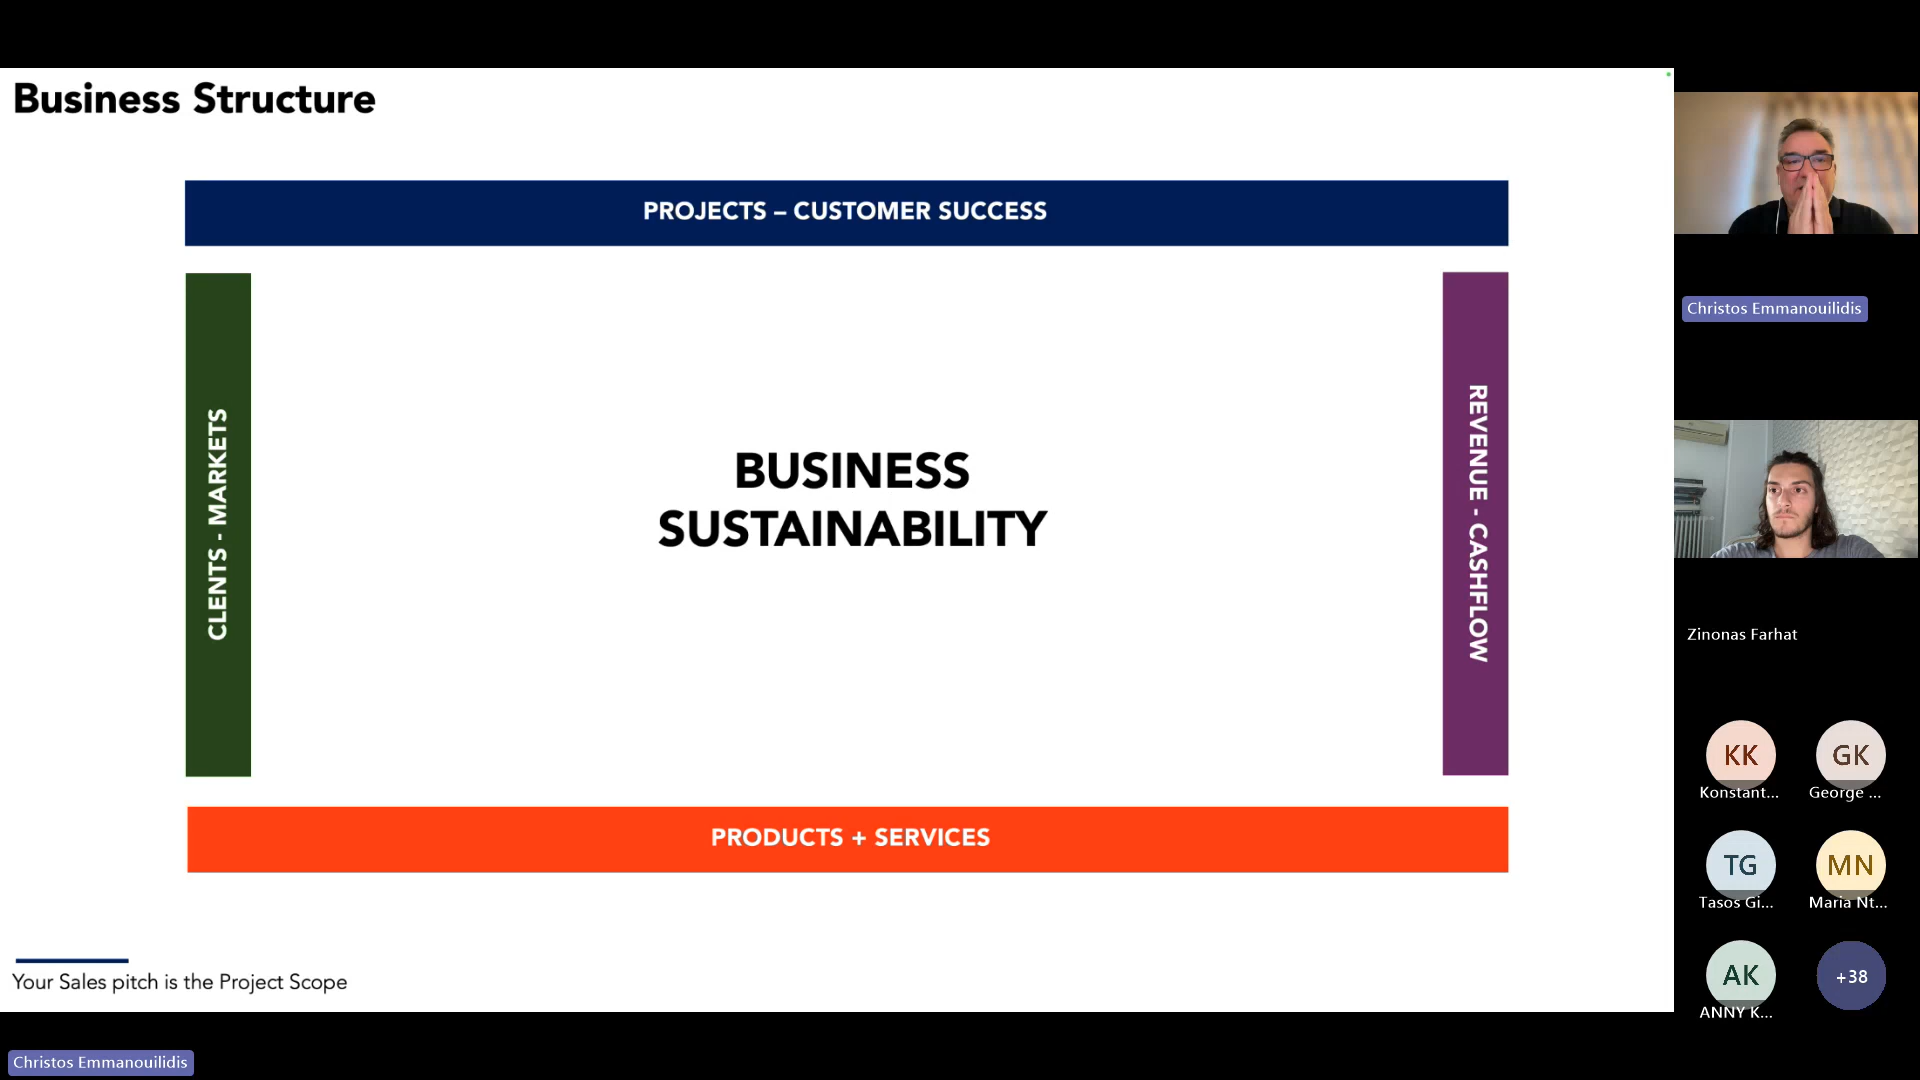 Business Structure
PROJECTS – CUSTOMER SUCCESS
CLENTS - MARKETS
BUSINESS
SUSTAINABILITY
REVENUE - CASHFLOW
PRODUCTS + SERVICES
Your Sales pitch is the Project Scope
Christos Emmanouilidis
Christos Emmanouilidis
Zinonas Farhat
KK
Konstant...
GK
George ...
TG
Tasos Gi...
MN
Maria Nt...
AK
ANNY K...
+38